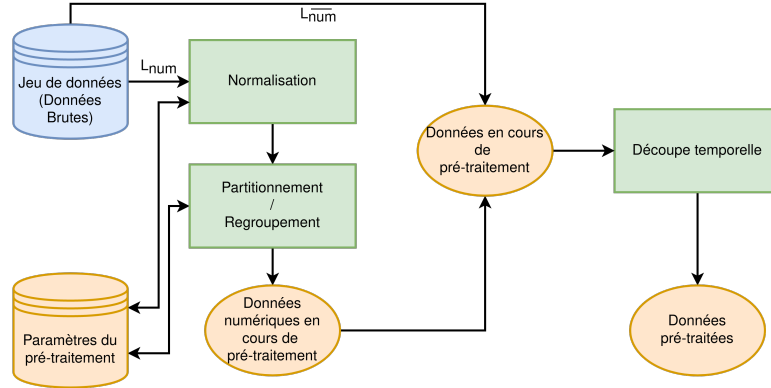 L_num̅
Jeu de données
(Données
Brutes)
L_num
Normalisation
Partitionnement
/
Regroupement
Données en cours
de
pré-traitement
Découpe temporelle
Paramètres du
pré-traitement
Données
numériques en
cours de
pré-traitement
Données
pré-traitées